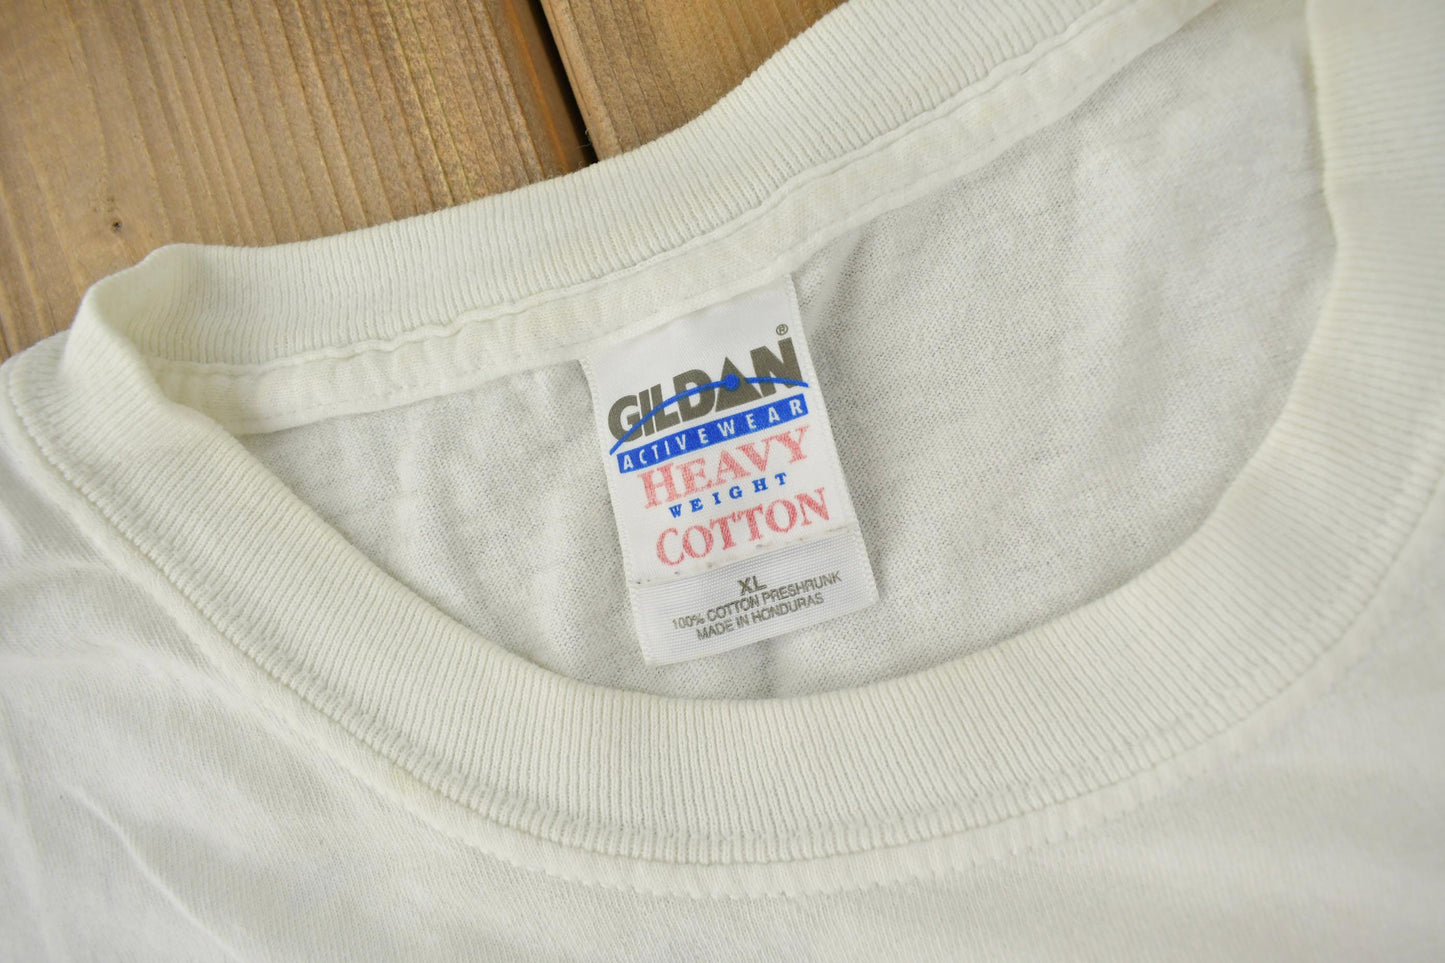 GILDAN®
ACTIVEWEAR
HEAVY
WEIGHT
COTTON
XL
100% COTTON PRESHRUNK
MADE IN HONDURAS